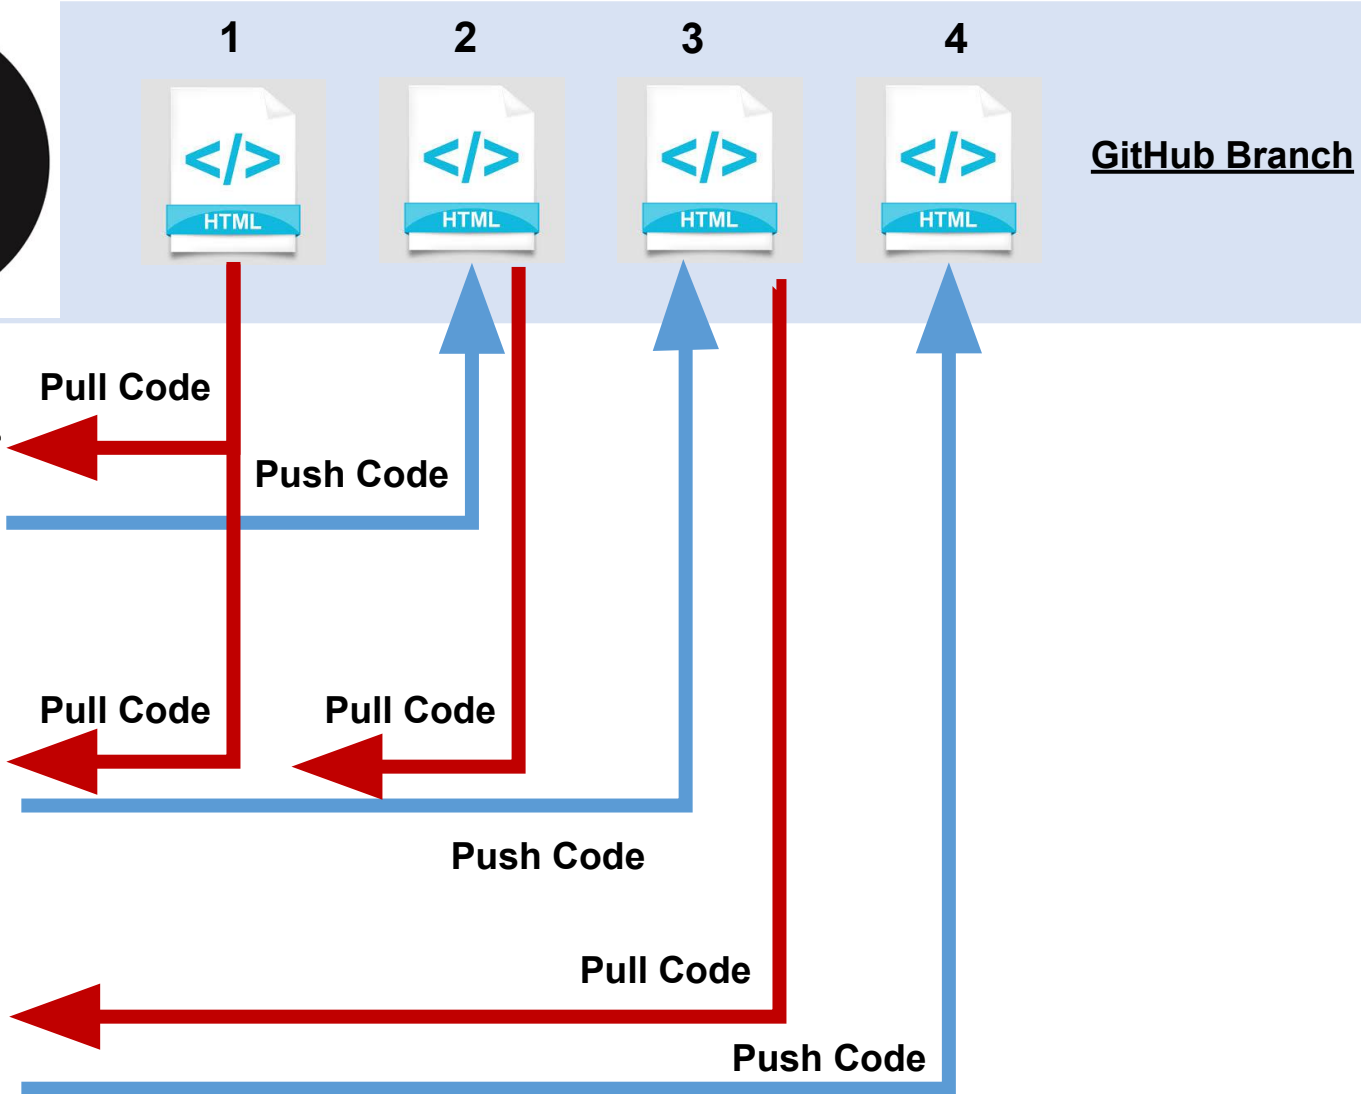 1 2 3 4
</>
HTML
</>
HTML
</>
HTML
</>
HTML
GitHub Branch
Pull Code
Push Code
Pull Code
Pull Code
Push Code
Pull Code
Push Code